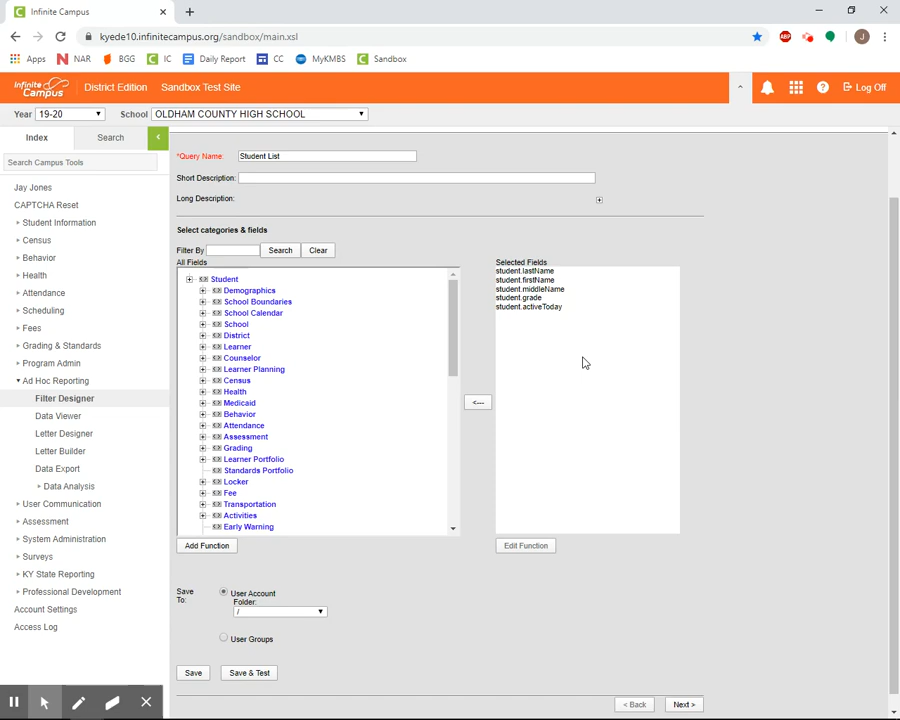 Infinite Campus
kyede10.infinitecampus.org/sandbox/main.xsl
Apps NAR BGG IC Daily Report CC MyKMBS Sandbox
Infinite Campus District Edition Sandbox Test Site Log Off
Year 19-20 School OLDHAM COUNTY HIGH SCHOOL
Index Search
Search Campus Tools
Jay Jones
CAPTCHA Reset
Student Information
Census
Behavior
Health
Attendance
Scheduling
Fees
Grading & Standards
Program Admin
Ad Hoc Reporting
Filter Designer
Data Viewer
Letter Designer
Letter Builder
Data Export
Data Analysis
User Communication
Assessment
System Administration
Surveys
KY State Reporting
Professional Development
Account Settings
Access Log
*Query Name: Student List
Short Description:
Long Description:
Select categories & fields
Filter By Search Clear
All Fields
Student
Demographics
School Boundaries
School Calendar
School
District
Learner
Counselor
Learner Planning
Census
Health
Medicaid
Behavior
Attendance
Assessment
Grading
Learner Portfolio
Standards Portfolio
Locker
Fee
Transportation
Activities
Early Warning
<---
Selected Fields
student.lastName
student.firstName
student.middleName
student.grade
student.activeToday
Add Function Edit Function
Save To: User Account
Folder:
/
User Groups
Save Save & Test
< Back Next >